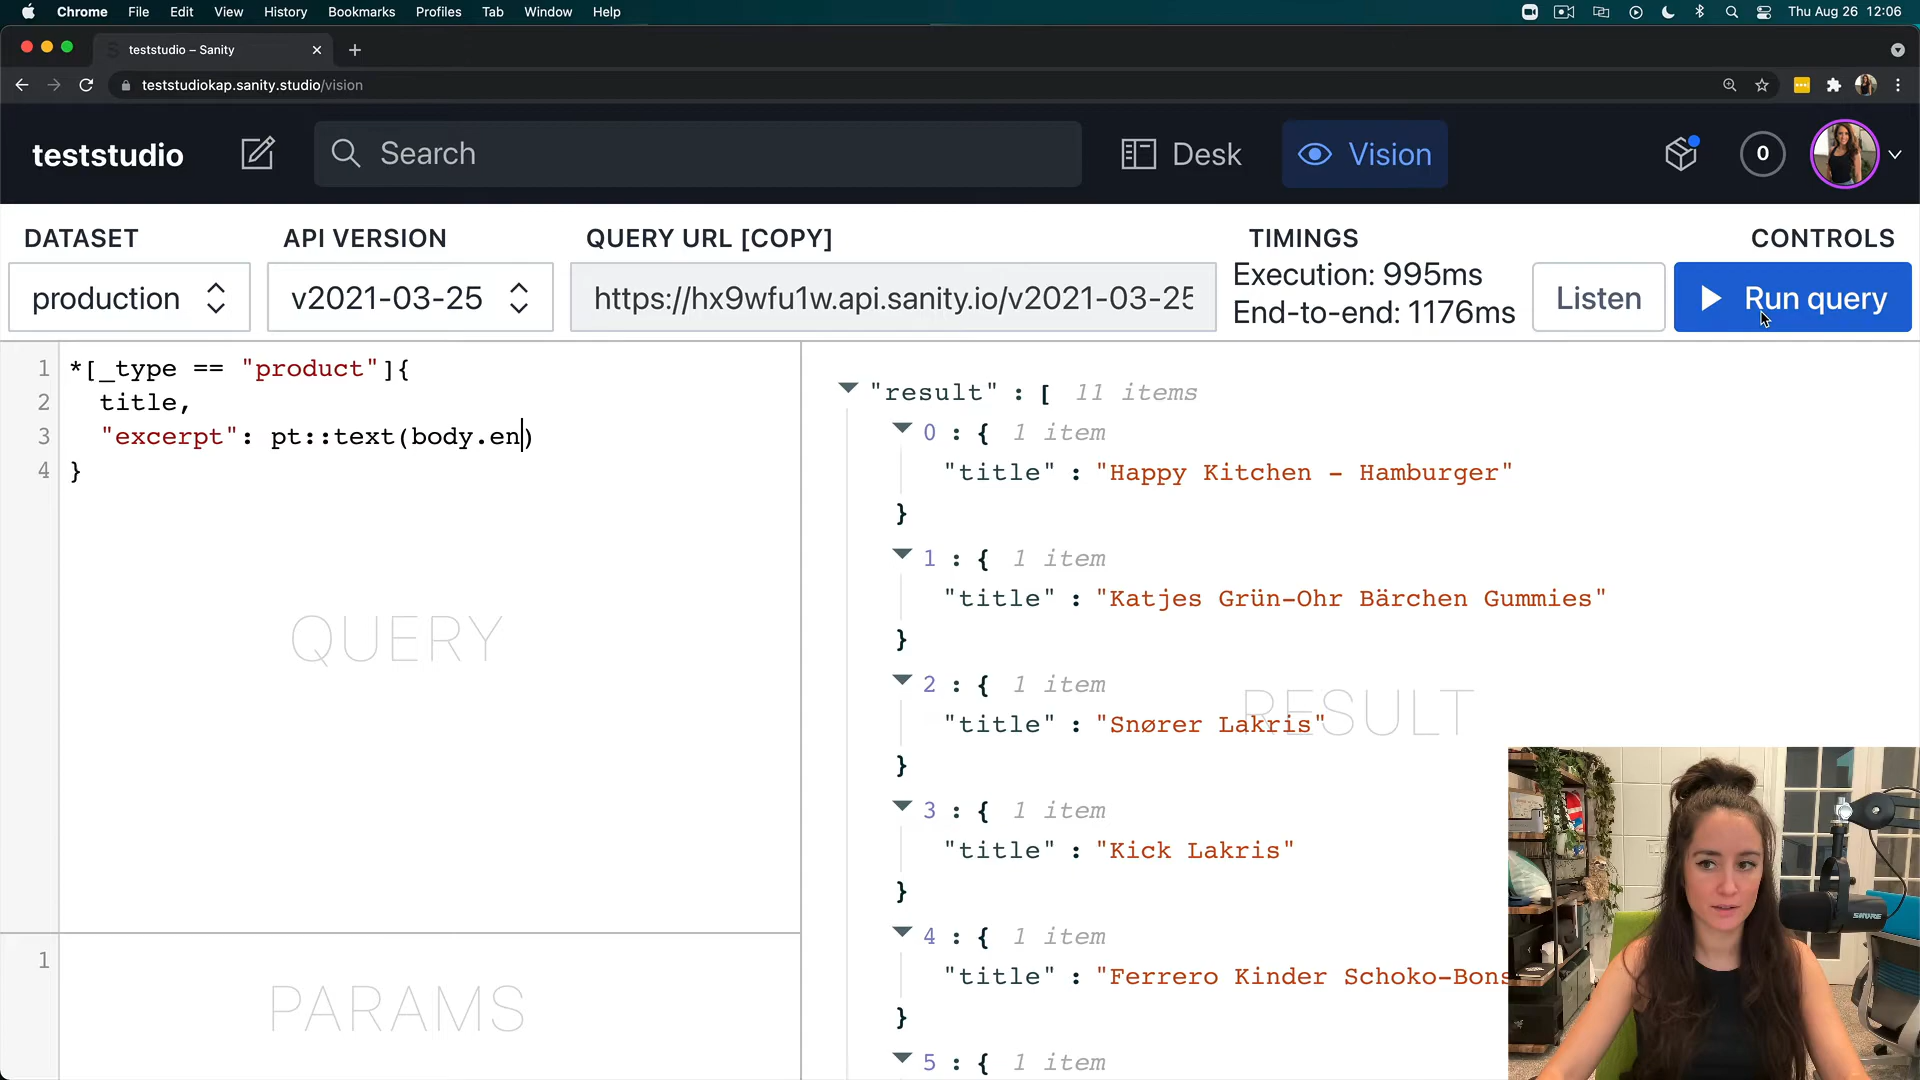 Chrome File Edit View History Bookmarks Profiles Tab Window Help Thu Aug 26 12:06
teststudio – Sanity
teststudiokap.sanity.studio/vision
teststudio Search Desk Vision 0
DATASET API VERSION QUERY URL [COPY] TIMINGS CONTROLS
production v2021-03-25 https://hx9wfu1w.api.sanity.io/v2021-03-25 Execution: 995ms Listen Run query
End-to-end: 1176ms
1 *[_type == "product"]{
2 title,
3 "excerpt": pt::text(body.en)
4 }
QUERY
1
PARAMS
"result" : [ 11 items
0 : { 1 item
"title" : "Happy Kitchen - Hamburger"
}
1 : { 1 item
"title" : "Katjes Grün-Ohr Bärchen Gummies"
}
2 : { 1 item
RESULT
"title" : "Snører Lakris"
}
3 : { 1 item
"title" : "Kick Lakris"
}
4 : { 1 item
"title" : "Ferrero Kinder Schoko-Bons
}
5 : { 1 item
SHURE